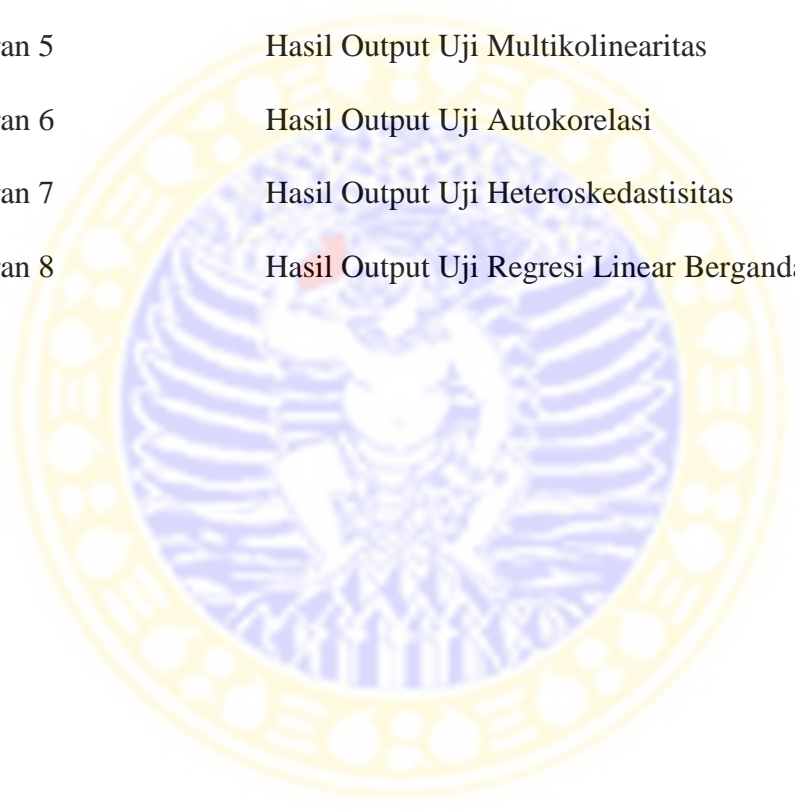 an 5 Hasil Output Uji Multikolinearitas
an 6 Hasil Output Uji Autokorelasi
an 7 Hasil Output Uji Heteroskedastisitas
an 8 Hasil Output Uji Regresi Linear Berganda